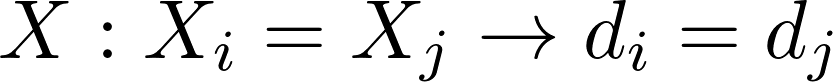 X : X_i = X_j → d_i = d_j